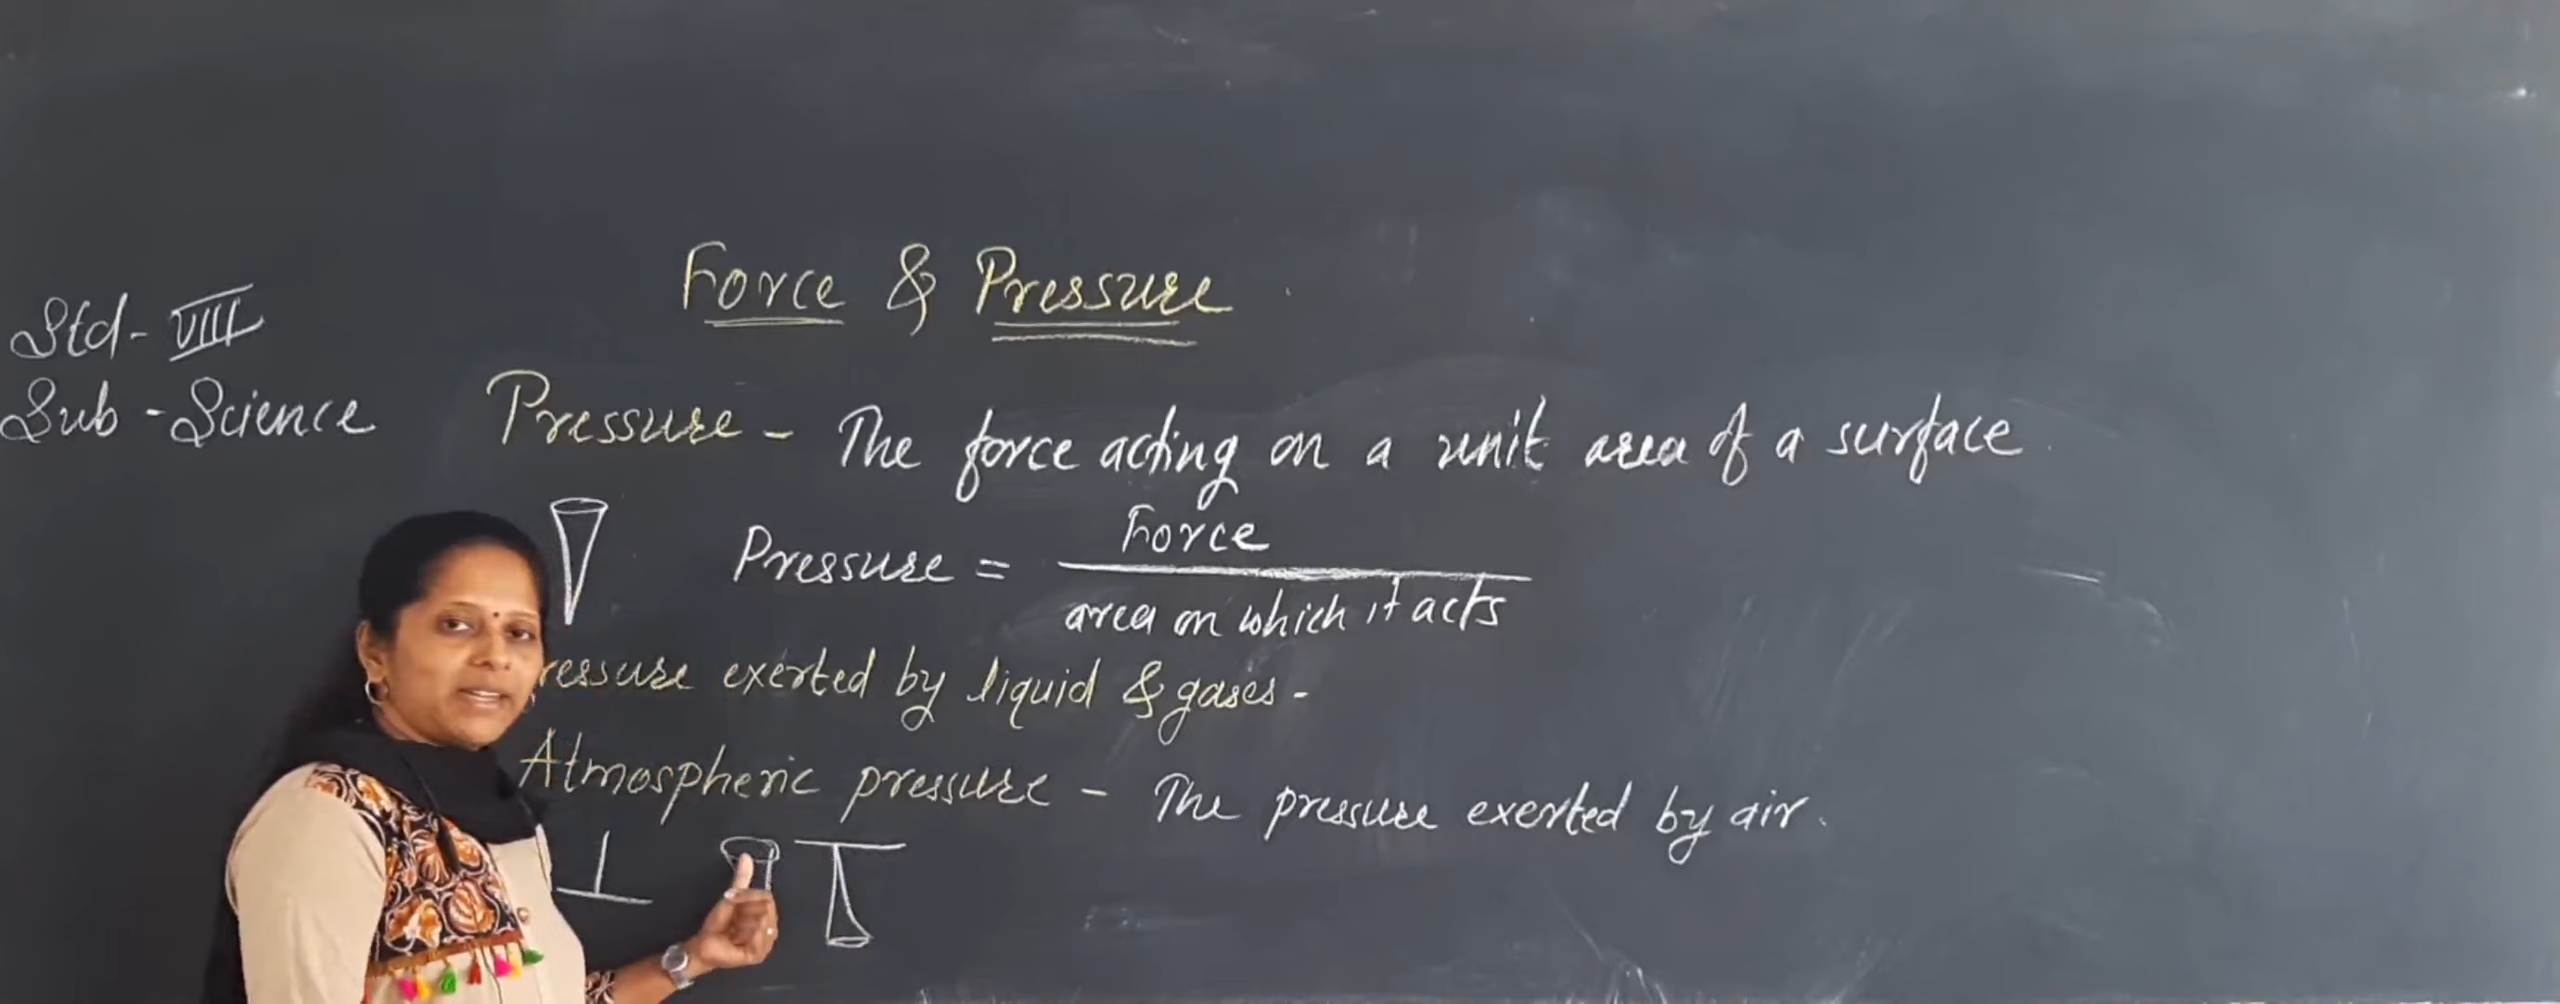 Force & Pressure
Std - VIII
Sub - Science
Pressure - The force acting on a unit area of a surface.
Pressure = Force
area on which it acts
ressure exerted by liquid & gases -
Atmospheric pressure - The pressure exerted by air.